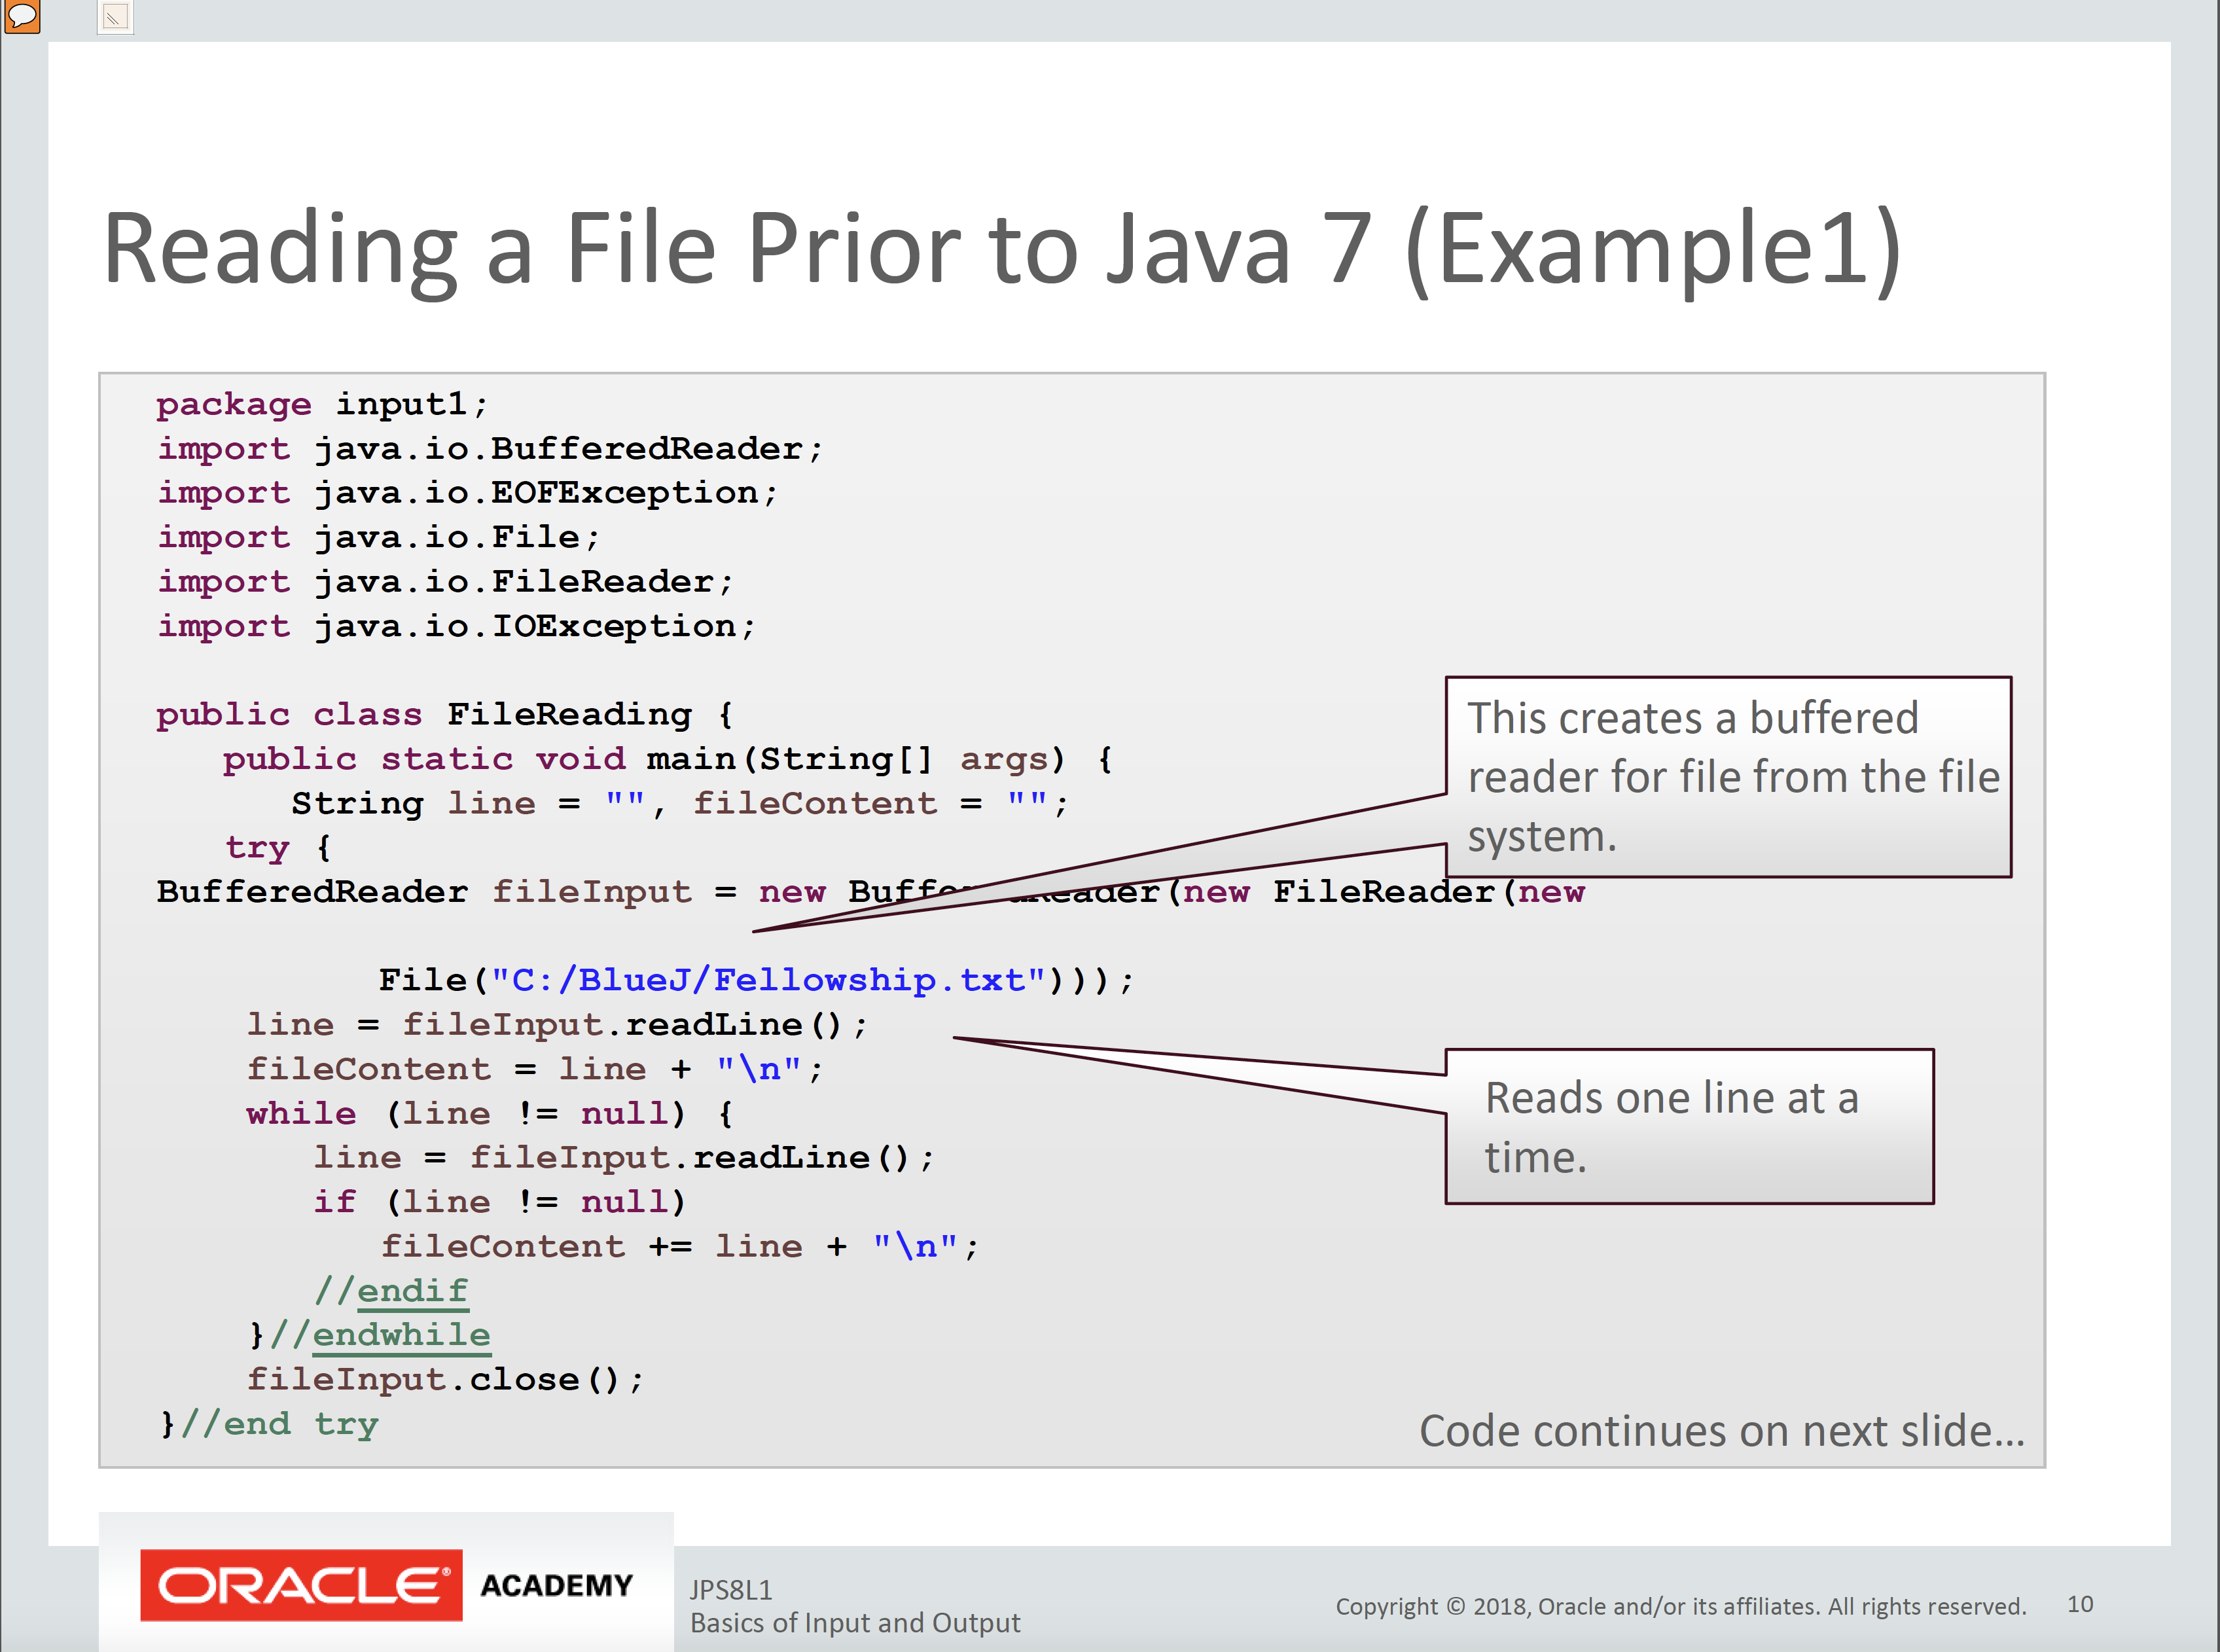 Reading a File Prior to Java 7 (Example1)
package input1;
import java.io.BufferedReader;
import java.io.EOFException;
import java.io.File;
import java.io.FileReader;
import java.io.IOException;
public class FileReading {
public static void main(String[] args) {
String line = "", fileContent = "";
try {
BufferedReader fileInput = new BufferedReader(new FileReader(new
File("C:/BlueJ/Fellowship.txt")));
line = fileInput.readLine();
fileContent = line + "\n";
while (line != null) {
line = fileInput.readLine();
if (line != null)
fileContent += line + "\n";
//endif
}//endwhile
fileInput.close();
}//end try
This creates a buffered
reader for file from the file
system.
Reads one line at a
time.
Code continues on next slide...
ORACLE® ACADEMY
JPS8L1
Basics of Input and Output
Copyright © 2018, Oracle and/or its affiliates. All rights reserved.
10